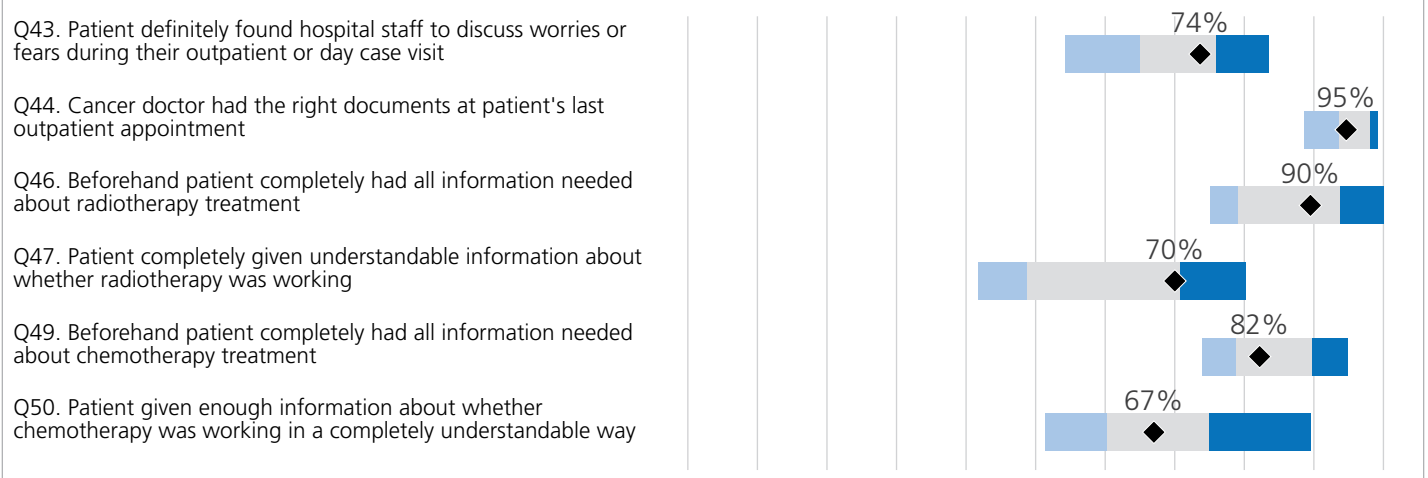 Q43. Patient definitely found hospital staff to discuss worries or
fears during their outpatient or day case visit
74%
Q44. Cancer doctor had the right documents at patient's last
outpatient appointment
95%
Q46. Beforehand patient completely had all information needed
about radiotherapy treatment
90%
Q47. Patient completely given understandable information about
whether radiotherapy was working
70%
Q49. Beforehand patient completely had all information needed
about chemotherapy treatment
82%
Q50. Patient given enough information about whether
chemotherapy was working in a completely understandable way
67%